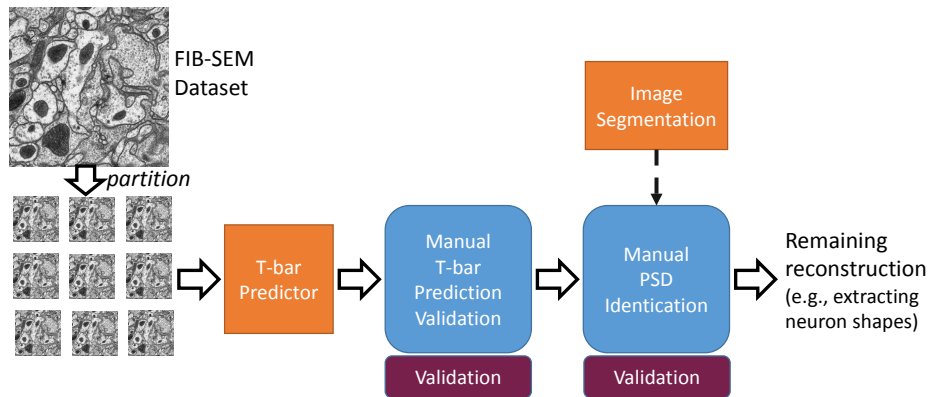 FIB-SEM
Dataset
partition
Image
Segmentation
T-bar
Predictor
Manual
T-bar
Prediction
Validation
Manual
PSD
Identication
Remaining
reconstruction
(e.g., extracting
neuron shapes)
Validation
Validation